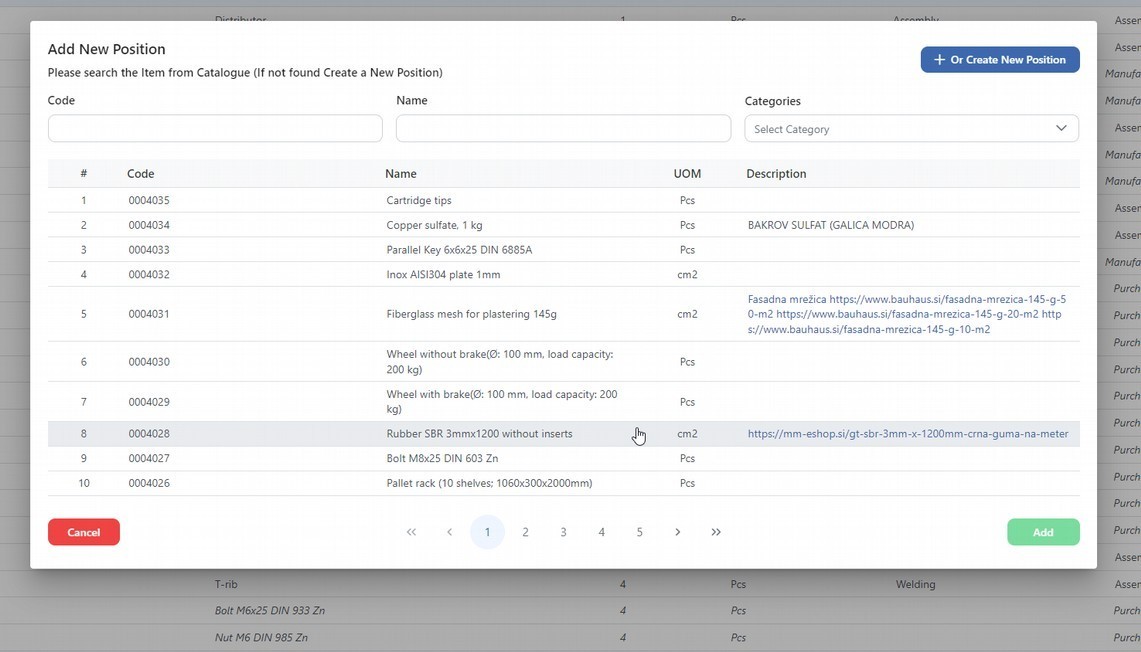 Distributor 1 Pcs Assembly Assem
Add New Position
Please search the Item from Catalogue (If not found Create a New Position)
+ Or Create New Position
Assem
Manufa
Code Name Categories
Manufa
Select Category
Assem
Manufa
# Code Name UOM Description
Manufa
1 0004035 Cartridge tips Pcs
Assem
2 0004034 Copper sulfate, 1 kg Pcs BAKROV SULFAT (GALICA MODRA)
Assem
3 0004033 Parallel Key 6x6x25 DIN 6885A Pcs
Manufa
4 0004032 Inox AISI304 plate 1mm cm2
Purch
5 0004031 Fiberglass mesh for plastering 145g cm2 Fasadna mrežica https://www.bauhaus.si/fasadna-mrezica-145-g-5
0-m2 https://www.bauhaus.si/fasadna-mrezica-145-g-20-m2 http
s://www.bauhaus.si/fasadna-mrezica-145-g-10-m2
Purch
Purch
6 0004030 Wheel without brake(Ø: 100 mm, load capacity:
200 kg) Pcs
Purch
7 0004029 Wheel with brake(Ø: 100 mm, load capacity: 200
kg) Pcs
Purch
Purch
8 0004028 Rubber SBR 3mmx1200 without inserts cm2 https://mm-eshop.si/gt-sbr-3mm-x-1200mm-crna-guma-na-meter
Purch
9 0004027 Bolt M8x25 DIN 603 Zn Pcs
Purch
10 0004026 Pallet rack (10 shelves; 1060x300x2000mm) Pcs
Purch
Cancel << < 1 2 3 4 5 > >> Add
Purch
Assem
T-rib 4 Pcs Welding Assem
Bolt M6x25 DIN 933 Zn 4 Pcs Purch
Nut M6 DIN 985 Zn 4 Pcs Purch